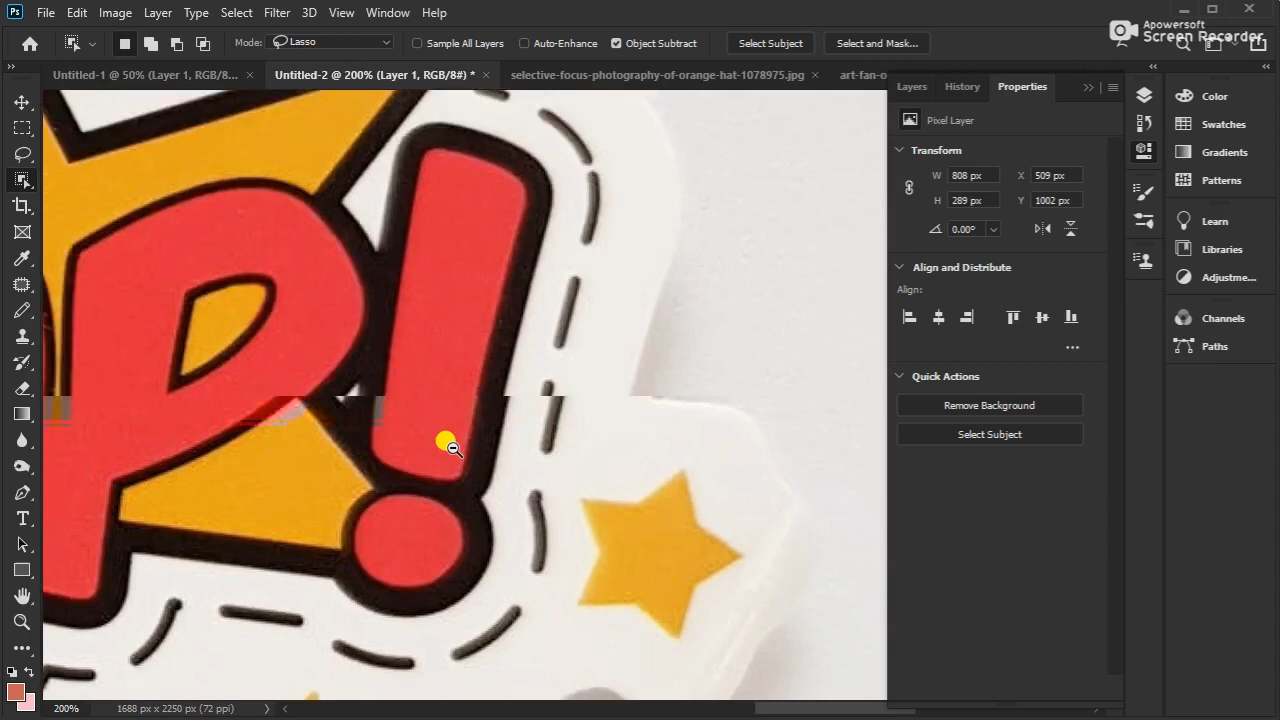 Ps File Edit Image Layer Type Select Filter 3D View Window Help
Apowersoft
Screen Recorder
Mode: Lasso Sample All Layers Auto-Enhance Object Subtract Select Subject Select and Mask...
Untitled-1 @ 50% (Layer 1, RGB/8... × Untitled-2 @ 200% (Layer 1, RGB/8#) * × selective-focus-photography-of-orange-hat-1078975.jpg × art-fan-o
Layers History Properties
Pixel Layer
Transform
W 808 px X 509 px
H 289 px Y 1002 px
0.00°
Align and Distribute
Align:
Quick Actions
Remove Background
Select Subject
Color
Swatches
Gradients
Patterns
Learn
Libraries
Adjustme...
Channels
Paths
P!
200% 1688 px x 2250 px (72 ppi)